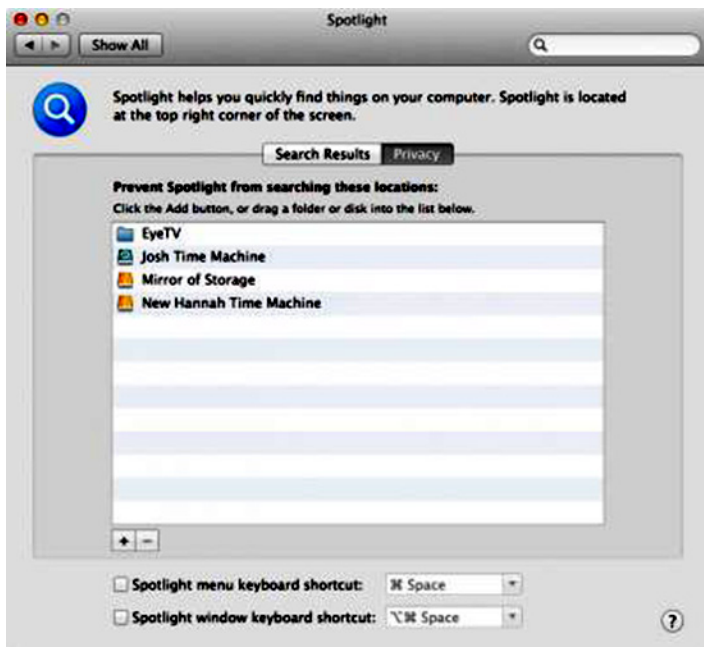 Spotlight
Show All
Spotlight helps you quickly find things on your computer. Spotlight is located
at the top right corner of the screen.
Search Results Privacy
Prevent Spotlight from searching these locations:
Click the Add button, or drag a folder or disk into the list below.
EyeTV
Josh Time Machine
Mirror of Storage
New Hannah Time Machine
+ −
Spotlight menu keyboard shortcut: ⌘ Space
Spotlight window keyboard shortcut: ⌥⌘ Space
?